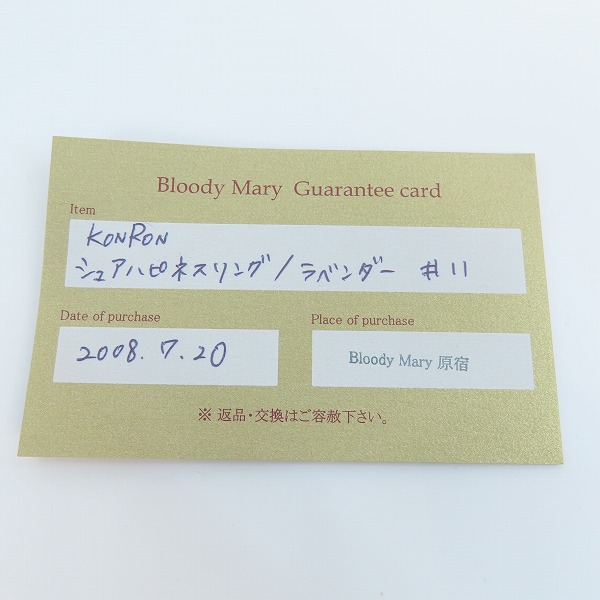 Bloody Mary Guarantee card
Item
KONRON
シュアハピネスリング/ラベンダー #11
Date of purchase
2008.7.20
Place of purchase
Bloody Mary 原宿
※ 返品・交換はご容赦下さい。